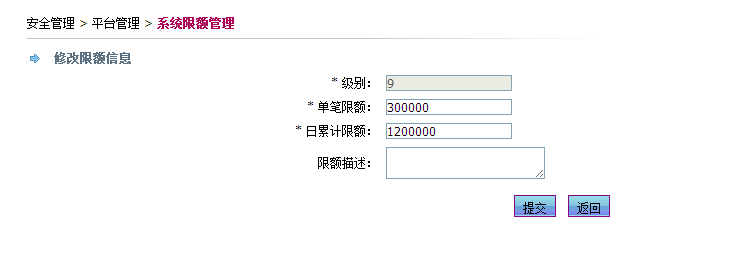 安全管理 > 平台管理 > 系统限额管理
修改限额信息
* 级别： 9
* 单笔限额： 300000
* 日累计限额： 1200000
限额描述：
提交 返回